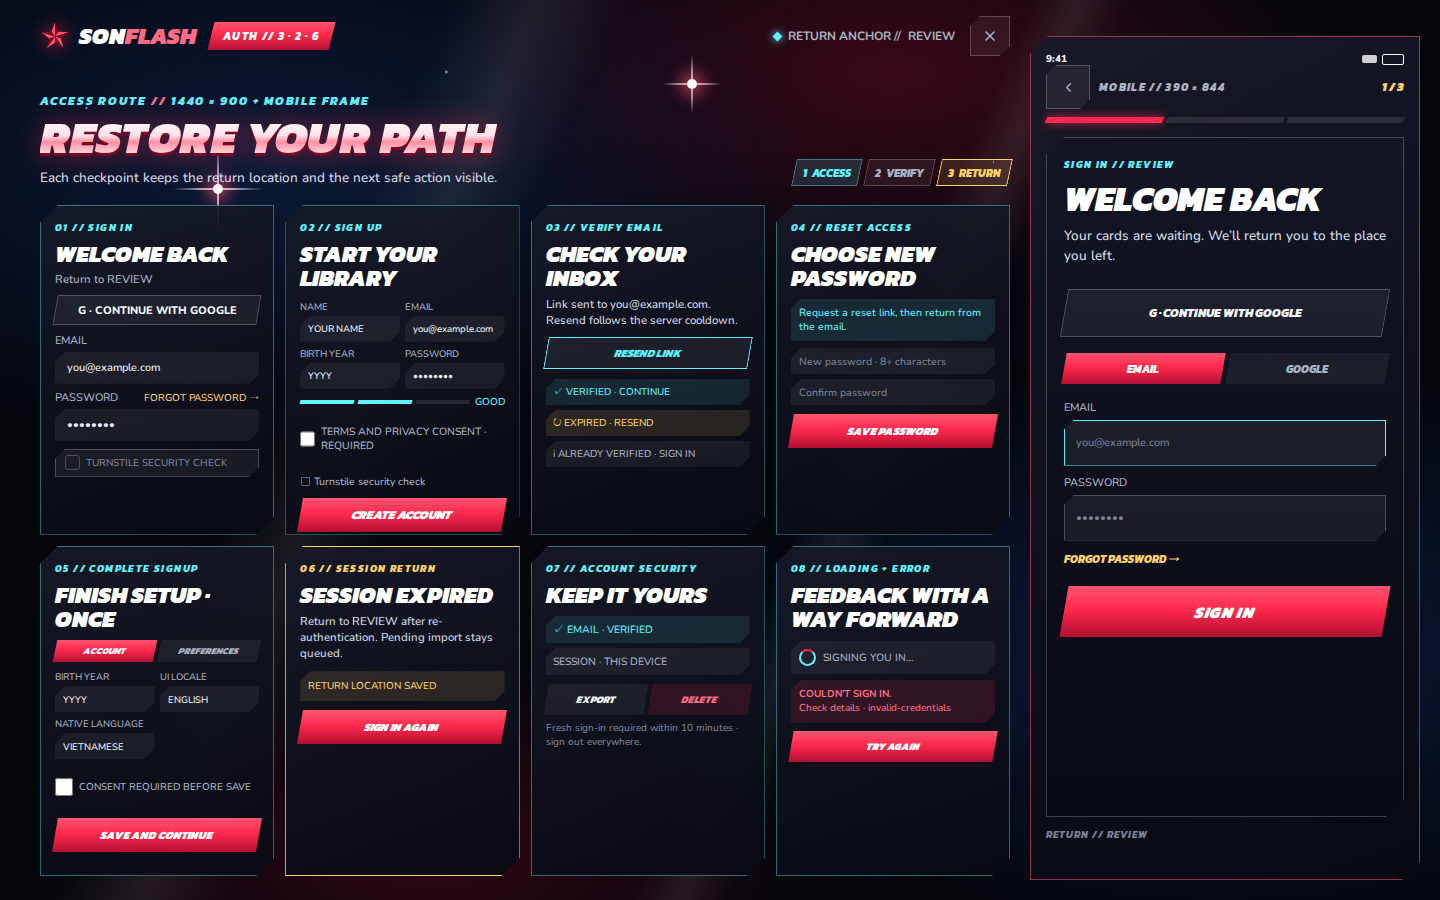 SONFLASH
AUTH // 3 · 2 · 6
RETURN ANCHOR // REVIEW
ACCESS ROUTE // 1440 × 900 + MOBILE FRAME
RESTORE YOUR PATH
Each checkpoint keeps the return location and the next safe action visible.
1 ACCESS
2 VERIFY
3 RETURN
01 // SIGN IN
WELCOME BACK
Return to REVIEW
G · CONTINUE WITH GOOGLE
EMAIL
you@example.com
PASSWORD
FORGOT PASSWORD →
••••••••
TURNSTILE SECURITY CHECK
02 // SIGN UP
START YOUR
LIBRARY
NAME
EMAIL
YOUR NAME
you@example.com
BIRTH YEAR
PASSWORD
YYYY
••••••••
GOOD
TERMS AND PRIVACY CONSENT ·
REQUIRED
☐ Turnstile security check
CREATE ACCOUNT
03 // VERIFY EMAIL
CHECK YOUR
INBOX
Link sent to you@example.com.
Resend follows the server cooldown.
RESEND LINK
✓ VERIFIED · CONTINUE
↻ EXPIRED · RESEND
i ALREADY VERIFIED · SIGN IN
04 // RESET ACCESS
CHOOSE NEW
PASSWORD
Request a reset link, then return from
the email.
New password · 8+ characters
Confirm password
SAVE PASSWORD
05 // COMPLETE SIGNUP
FINISH SETUP ·
ONCE
ACCOUNT
PREFERENCES
BIRTH YEAR
UI LOCALE
YYYY
ENGLISH
NATIVE LANGUAGE
VIETNAMESE
CONSENT REQUIRED BEFORE SAVE
SAVE AND CONTINUE
06 // SESSION RETURN
SESSION EXPIRED
Return to REVIEW after re-
authentication. Pending import stays
queued.
RETURN LOCATION SAVED
SIGN IN AGAIN
07 // ACCOUNT SECURITY
KEEP IT YOURS
✓ EMAIL · VERIFIED
SESSION · THIS DEVICE
EXPORT
DELETE
Fresh sign-in required within 10 minutes ·
sign out everywhere.
08 // LOADING + ERROR
FEEDBACK WITH A
WAY FORWARD
SIGNING YOU IN…
COULDN'T SIGN IN.
Check details · invalid-credentials
TRY AGAIN
9:41
MOBILE // 390 × 844
1/3
SIGN IN // REVIEW
WELCOME BACK
Your cards are waiting. We'll return you to the place
you left.
G · CONTINUE WITH GOOGLE
EMAIL
GOOGLE
EMAIL
you@example.com
PASSWORD
••••••••
FORGOT PASSWORD →
SIGN IN
RETURN // REVIEW